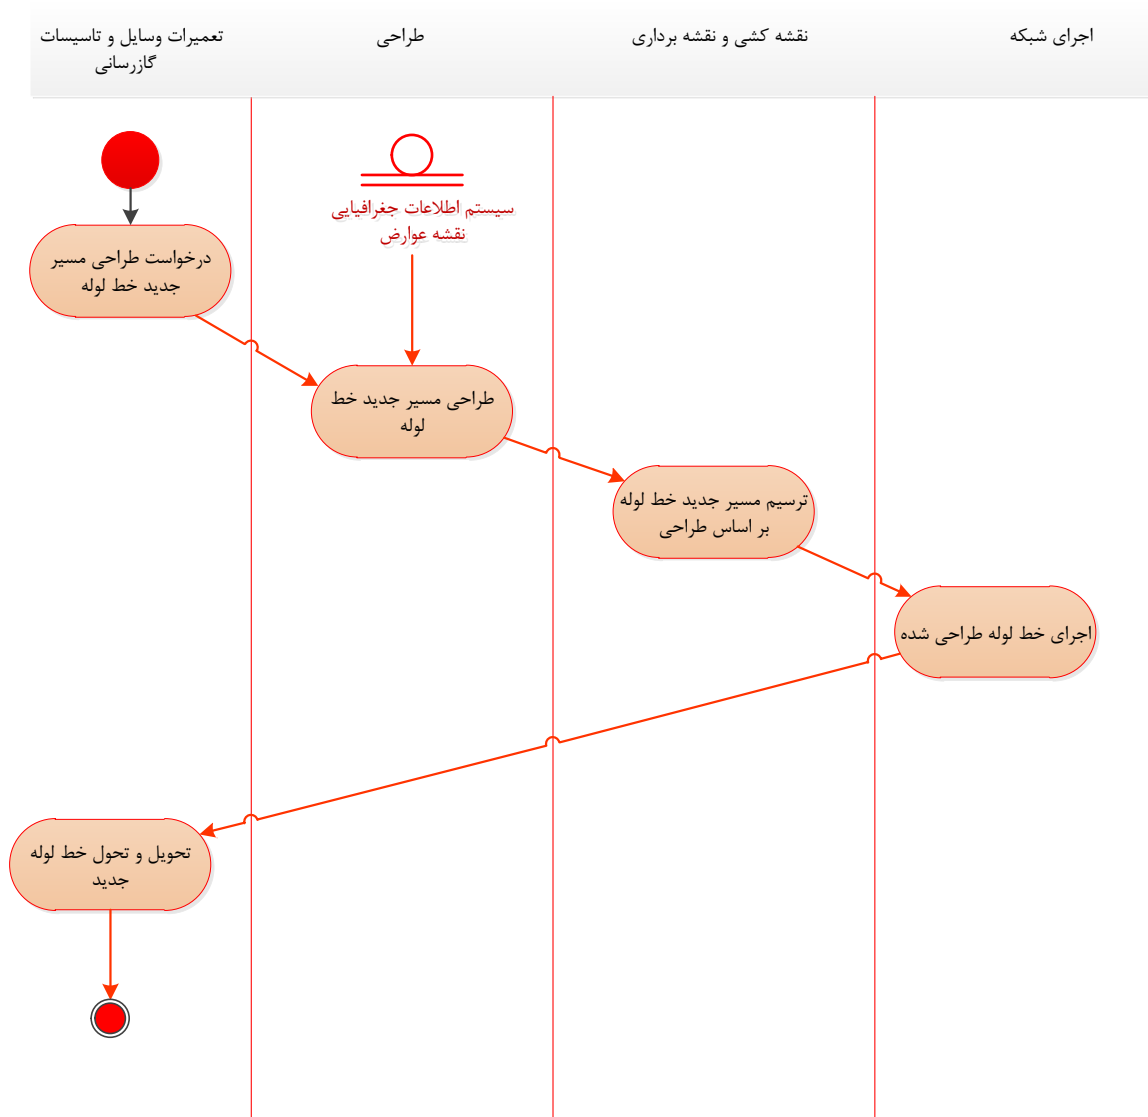 تعمیرات وسایل و تاسیسات
گازرسانی
طراحی
نقشه کشی و نقشه برداری
اجرای شبکه
سیستم اطلاعات جغرافیایی
نقشه عوارض
درخواست طراحی مسیر
جدید خط لوله
طراحی مسیر جدید خط
لوله
ترسیم مسیر جدید خط لوله
بر اساس طراحی
اجرای خط لوله طراحی شده
تحویل و تحول خط لوله
جدید